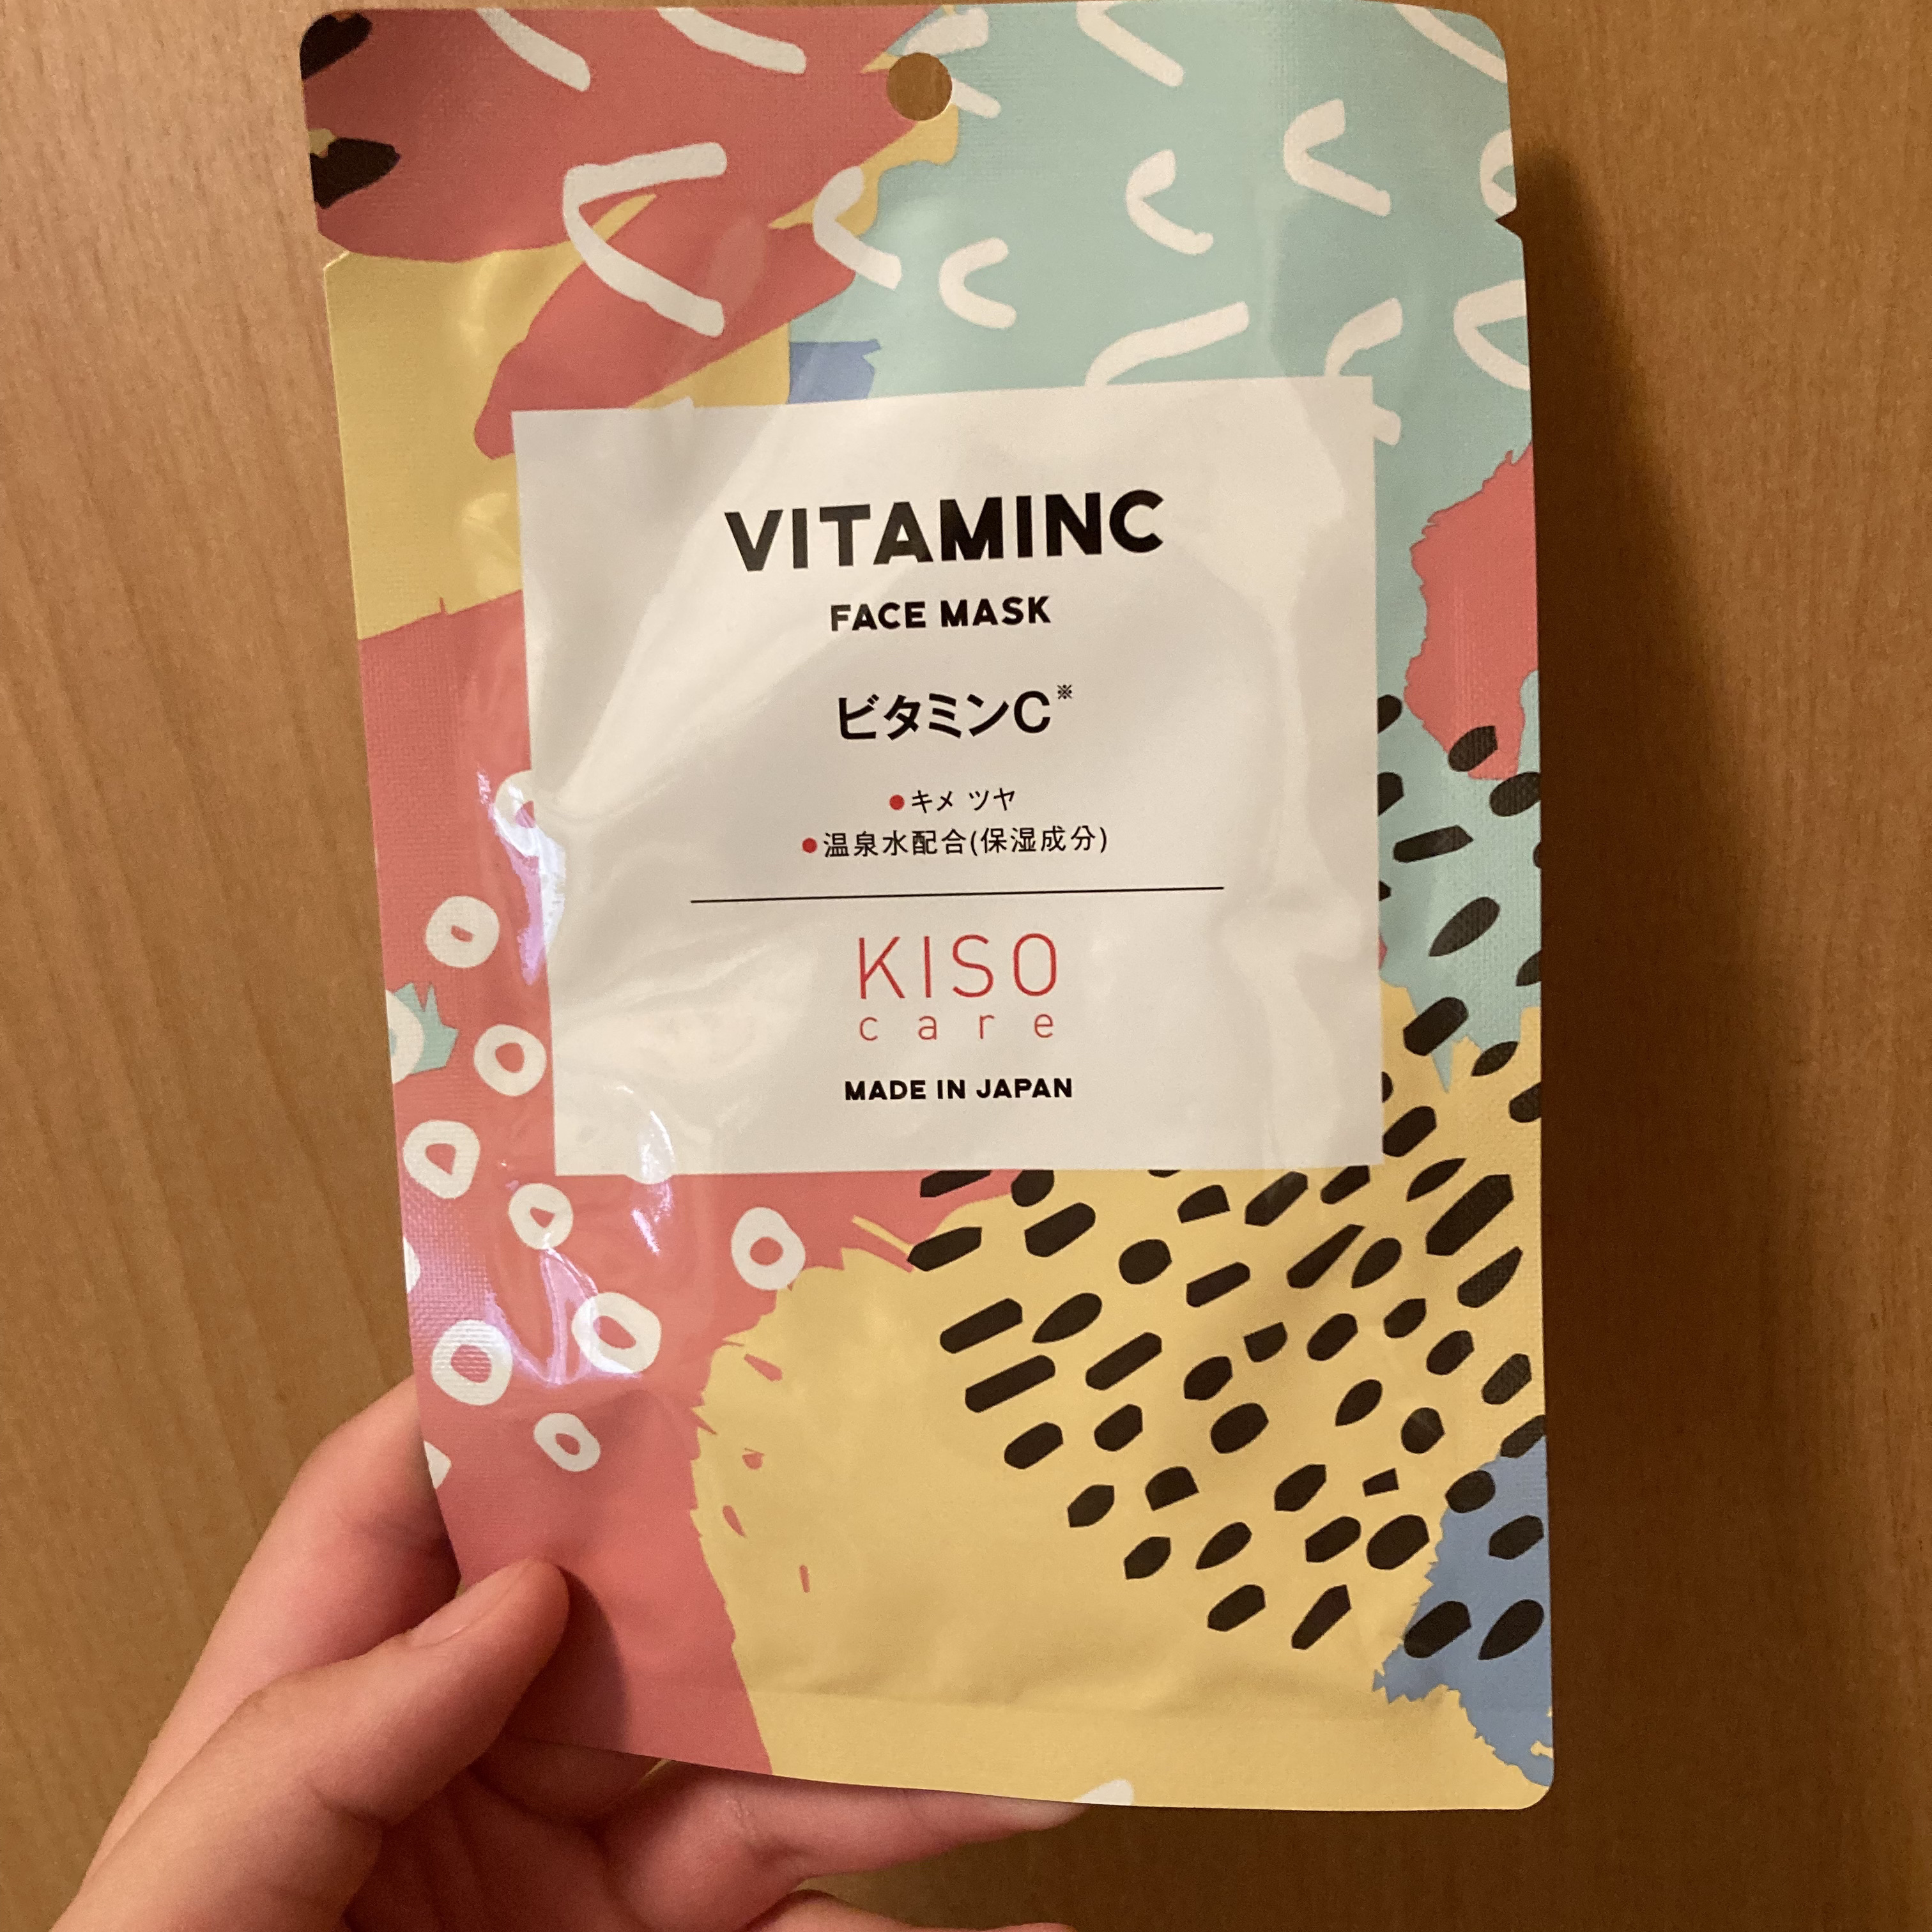 VITAMINC
FACE MASK
ビタミンC※
●キメ ツヤ
●温泉水配合(保湿成分)
KISO
care
MADE IN JAPAN